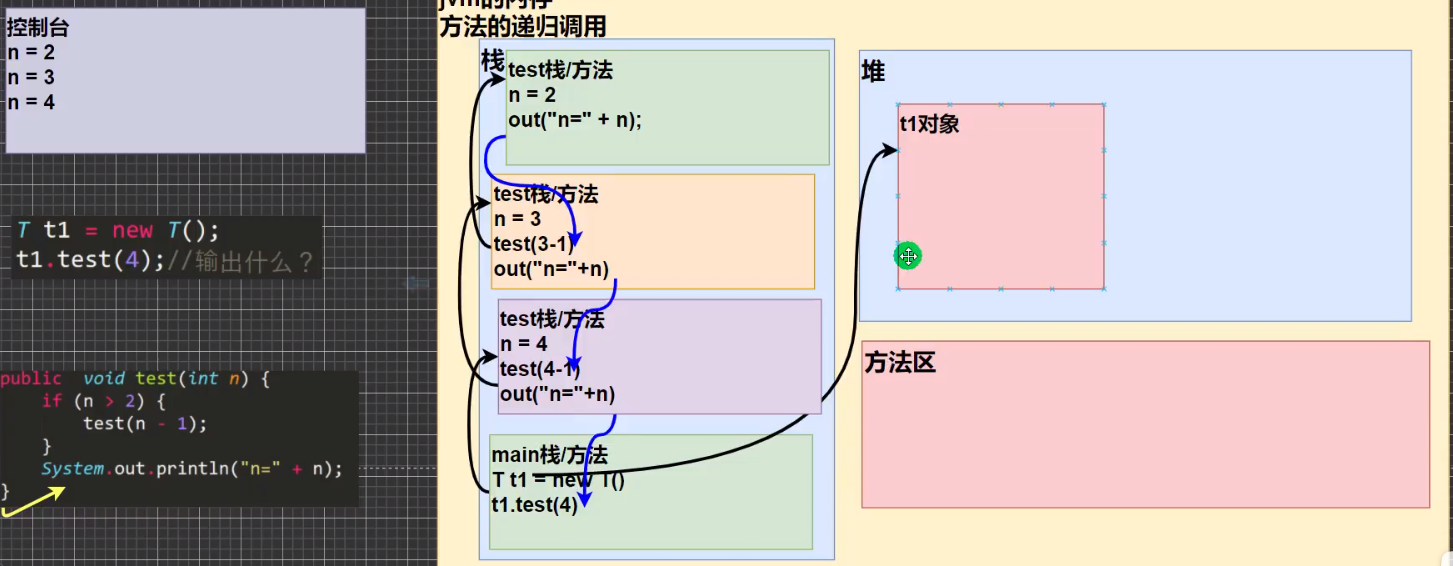 控制台
n = 2
n = 3
n = 4
T t1 = new T();
t1.test(4);//输出什么？
public void test(int n) {
if (n > 2) {
test(n - 1);
}
System.out.println("n=" + n);
}
jvm的内存
方法的递归调用
栈
test栈/方法
n = 2
out("n=" + n);
test栈/方法
n = 3
test(3-1)
out("n="+n)
test栈/方法
n = 4
test(4-1)
out("n="+n)
main栈/方法
T t1 = new T()
t1.test(4)
堆
t1对象
方法区